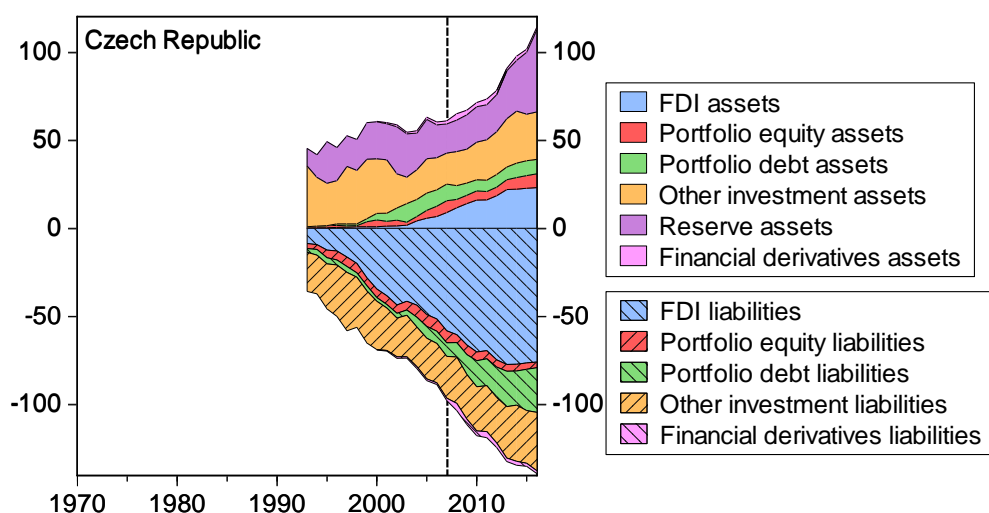 Czech Republic
100
50
0
-50
-100
100
50
0
-50
-100
1970
1980
1990
2000
2010
FDI assets
Portfolio equity assets
Portfolio debt assets
Other investment assets
Reserve assets
Financial derivatives assets
FDI liabilities
Portfolio equity liabilities
Portfolio debt liabilities
Other investment liabilities
Financial derivatives liabilities